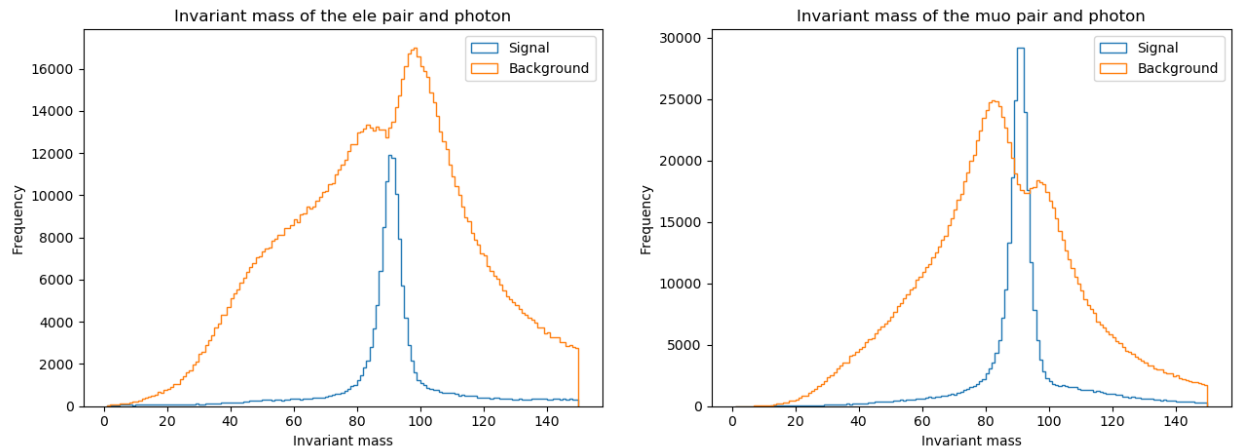 Invariant mass of the ele pair and photon
Signal
Background
16000
14000
12000
10000
8000
6000
4000
2000
0
Frequency
0 20 40 60 80 100 120 140
Invariant mass
Invariant mass of the muo pair and photon
Signal
Background
30000
25000
20000
15000
10000
5000
0
Frequency
0 20 40 60 80 100 120 140
Invariant mass